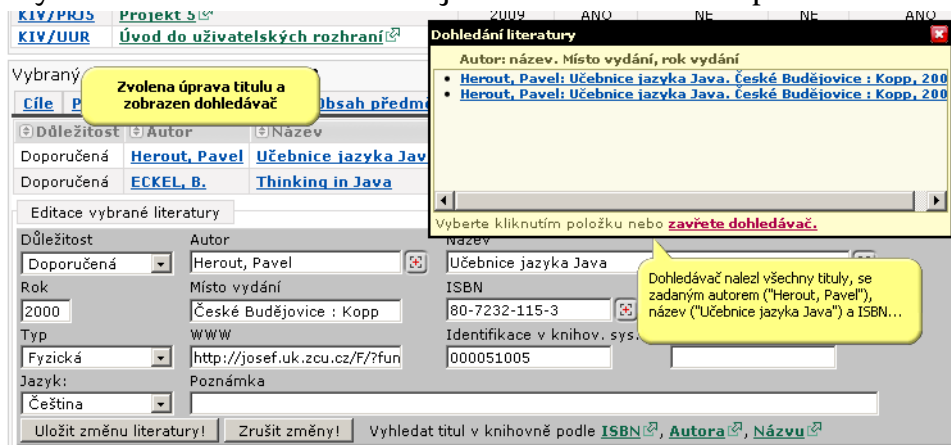 KIV/PRJ5 Projekt 5 2009 ANO NE NE ANO
KIV/UUR Úvod do uživatelských rozhraní
Dohledání literatury
Autor: název. Místo vydání, rok vydání
Herout, Pavel: Učebnice jazyka Java. České Budějovice : Kopp, 200
Herout, Pavel: Učebnice jazyka Java. České Budějovice : Kopp, 200
Vyberte kliknutím položku nebo zavřete dohledávač.
Vybraný
Zvolena úprava titulu a
zobrazen dohledávač
Cíle P Obsah předmě
Důležitost Autor Název
Doporučená Herout, Pavel Učebnice jazyka Jav
Doporučená ECKEL, B. Thinking in Java
Editace vybrané literatury
Důležitost Autor Název
Doporučená Herout, Pavel Učebnice jazyka Java
Rok Místo vydání ISBN
2000 České Budějovice : Kopp 80-7232-115-3
Dohledávač nalezl všechny tituly, se
zadaným autorem ("Herout, Pavel"),
název ("Učebnice jazyka Java") a ISBN...
Typ WWW Identifikace v knihov. sys.
Fyzická http://josef.uk.zcu.cz/F/?fun 000051005
Jazyk: Poznámka
Čeština
Uložit změnu literatury! Zrušit změny! Vyhledat titul v knihovně podle ISBN, Autora, Názvu